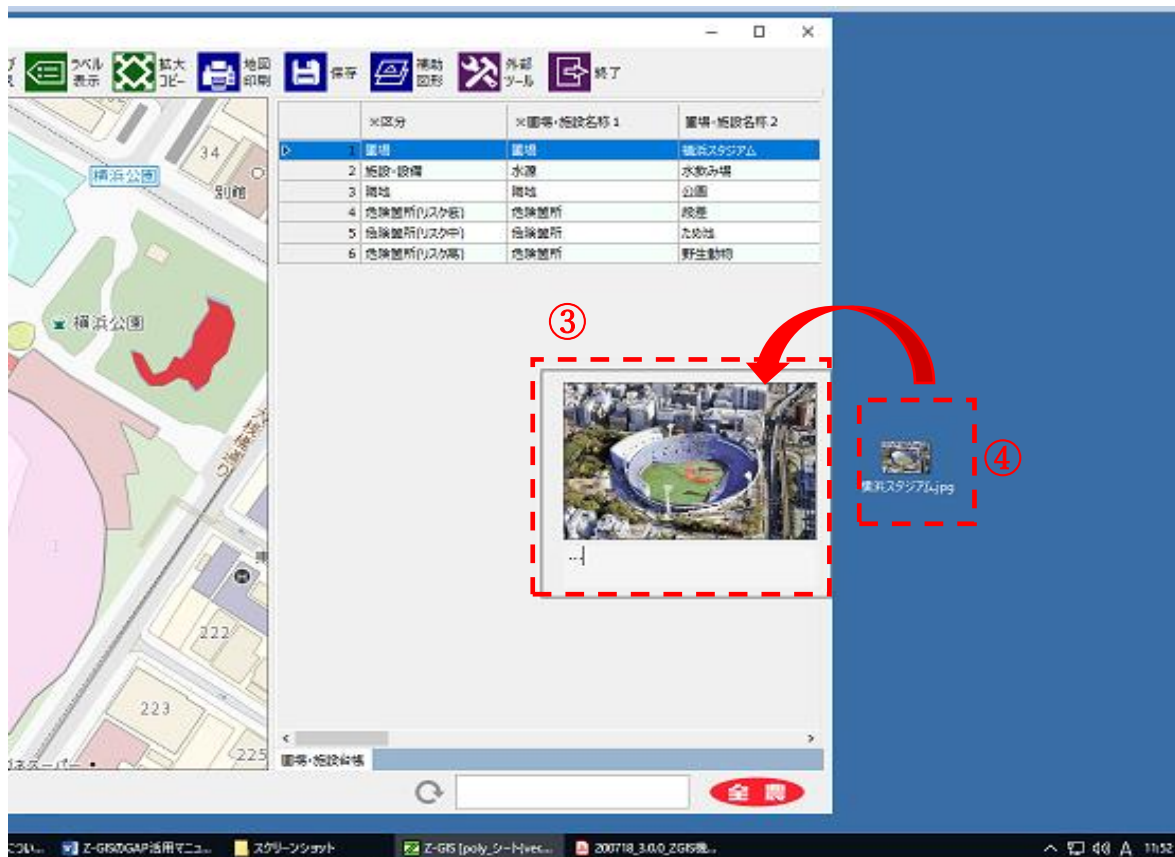 ラベル
表示
拡大
コピー
地図
印刷
保存
補助
図形
外部
ツール
終了
※区分 ※圃場・施設名称1 圃場・施設名称2
1 圃場 圃場 横浜スタジアム
2 施設・設備 水源 水飲み場
3 隣地 隣地 公園
4 危険箇所(リスク低) 危険箇所 段差
5 危険箇所(リスク中) 危険箇所 ため池
6 危険箇所(リスク高) 危険箇所 野生動物
34
横浜公園
別館
横浜公園
222
223
225
③
...
④
横浜スタジアム.jpg
圃場・施設台帳
全農
Z-GISのGAP活用マニュ...
スクリーンショット
Z-GIS [poly_シート(vec...
200718_3.0.0_ZGIS機...
A 11:52